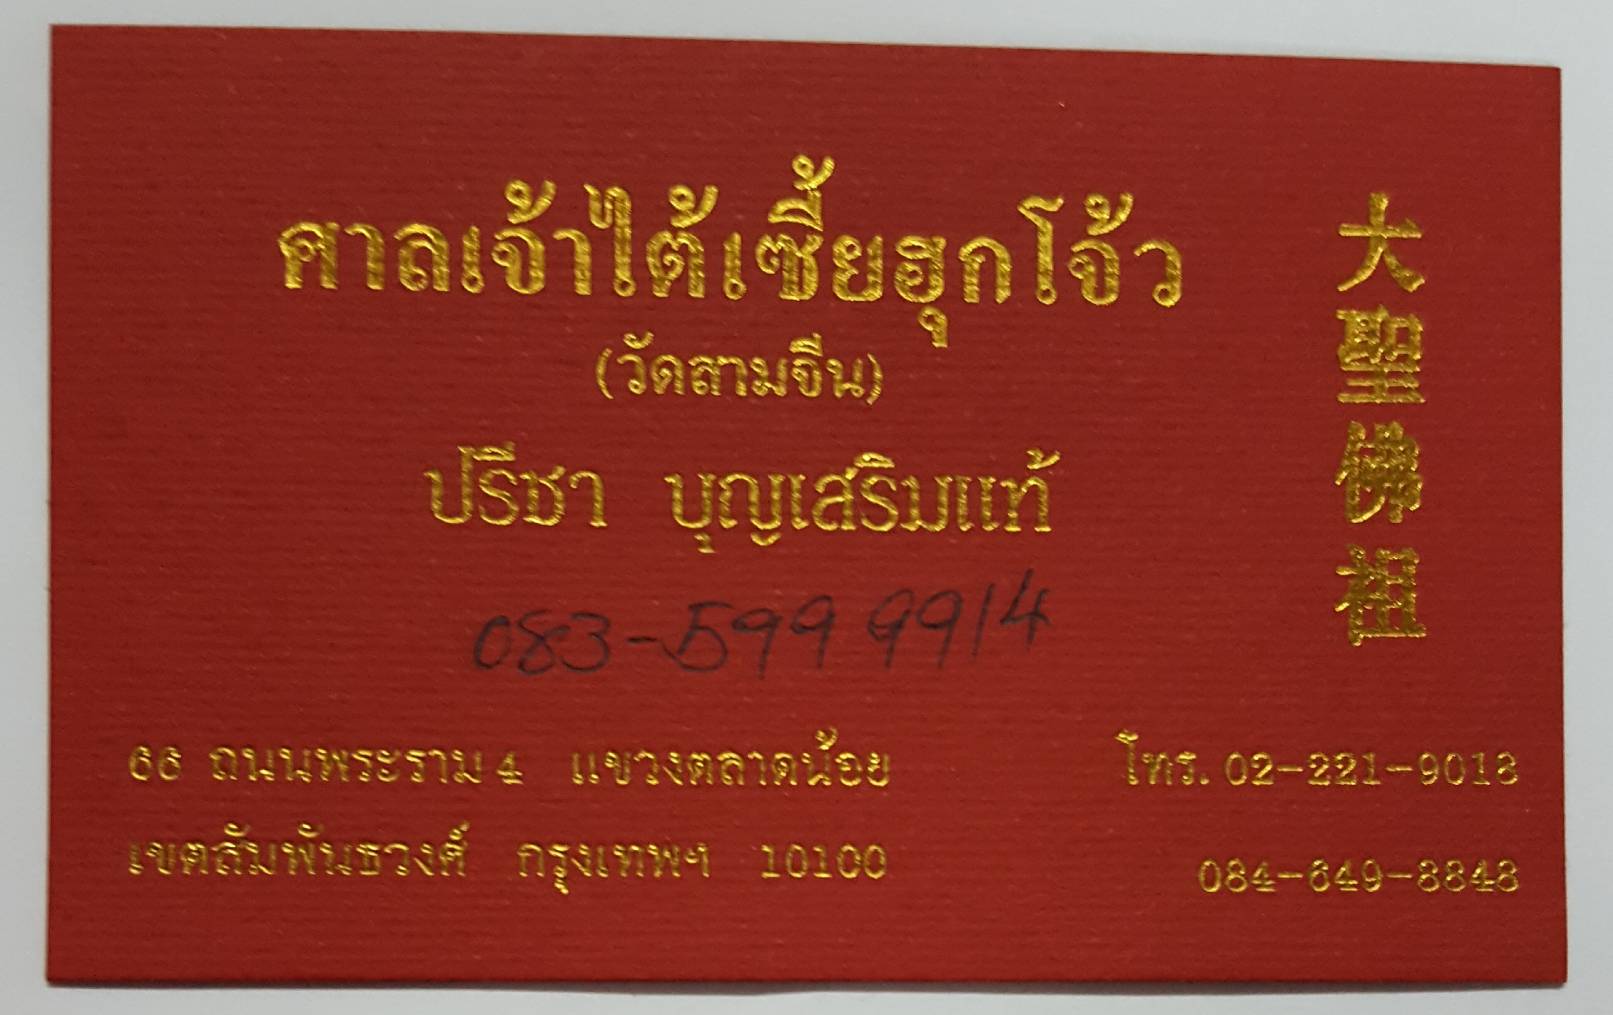 ศาลเจ้าไต้เซี้ยฮุกโจ้ว
(วัดสามจีน)
ปรีชา บุญเสริมแท้
083-599 9914
大聖佛祖
66 ถนนพระราม 4 แขวงตลาดน้อย
เขตสัมพันธวงศ์ กรุงเทพฯ 10100
โทร. 02-221-9018
084-649-8848